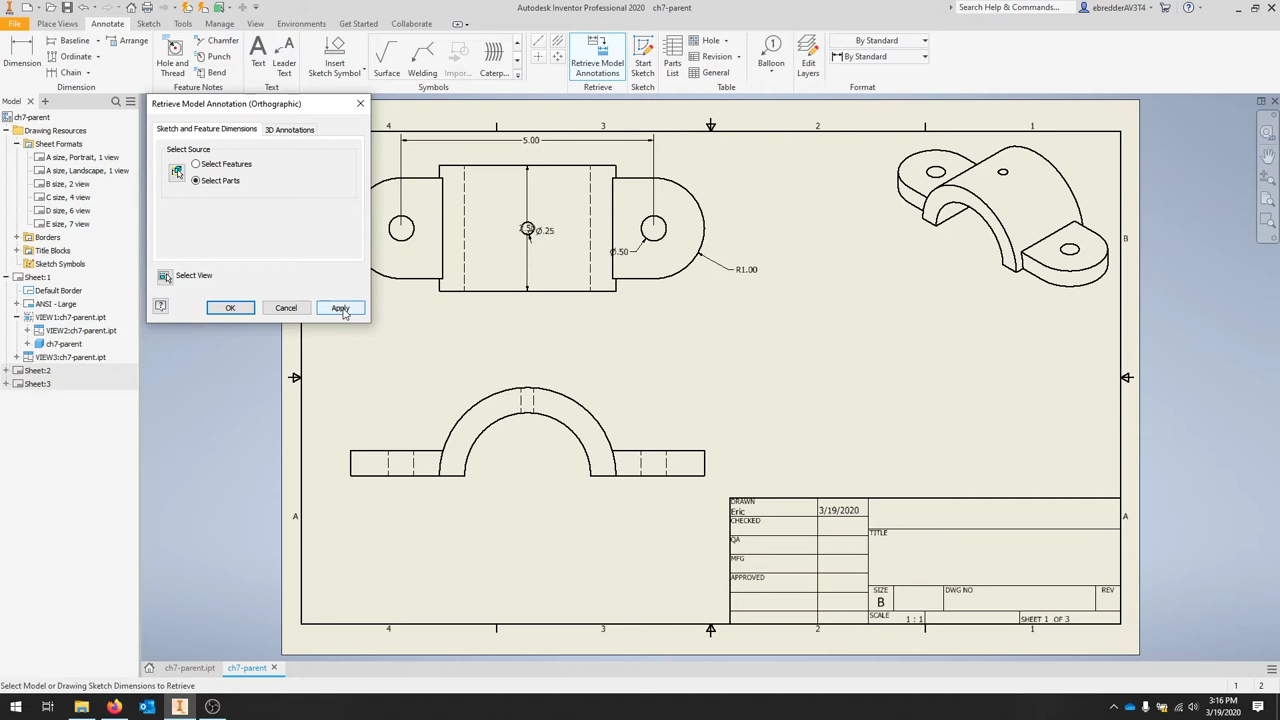 Autodesk Inventor Professional 2020 ch7-parent
Search Help & Commands...
ebredderAV3T4
File Place Views Annotate Sketch Tools Manage View Environments Get Started Collaborate
Dimension
Baseline
Ordinate
Chain
Arrange
Dimension
Hole and Thread
Chamfer
Punch
Bend
Feature Notes
Text
Leader Text
Text
Insert Sketch Symbol
Surface
Welding
Impor...
Caterp...
Symbols
Retrieve Model Annotations
Retrieve
Start Sketch
Sketch
Parts List
Hole
Revision
General
Table
Balloon
Edit Layers
By Standard
By Standard
Format
Model
ch7-parent
Drawing Resources
Sheet Formats
A size, Portrait, 1 view
A size, Landscape, 1 view
B size, 2 view
C size, 4 view
D size, 6 view
E size, 7 view
Borders
Title Blocks
Sketch Symbols
Sheet:1
Default Border
ANSI - Large
VIEW1:ch7-parent.ipt
VIEW2:ch7-parent.ipt
ch7-parent
VIEW3:ch7-parent.ipt
Sheet:2
Sheet:3
Retrieve Model Annotation (Orthographic)
Sketch and Feature Dimensions
3D Annotations
Select Source
Select Features
Select Parts
Select View
OK
Cancel
Apply
4 3 2 1
5.00
Ø.25
Ø.50
R1.00
B
A A
DRAWN
Eric
3/19/2020
CHECKED
QA
MFG
APPROVED
TITLE
SIZE
B
DWG NO
REV
SCALE
1 : 1
SHEET 1 OF 3
4 3 2 1
ch7-parent.ipt
ch7-parent
Select Model or Drawing Sketch Dimensions to Retrieve
1 2
3:16 PM
3/19/2020